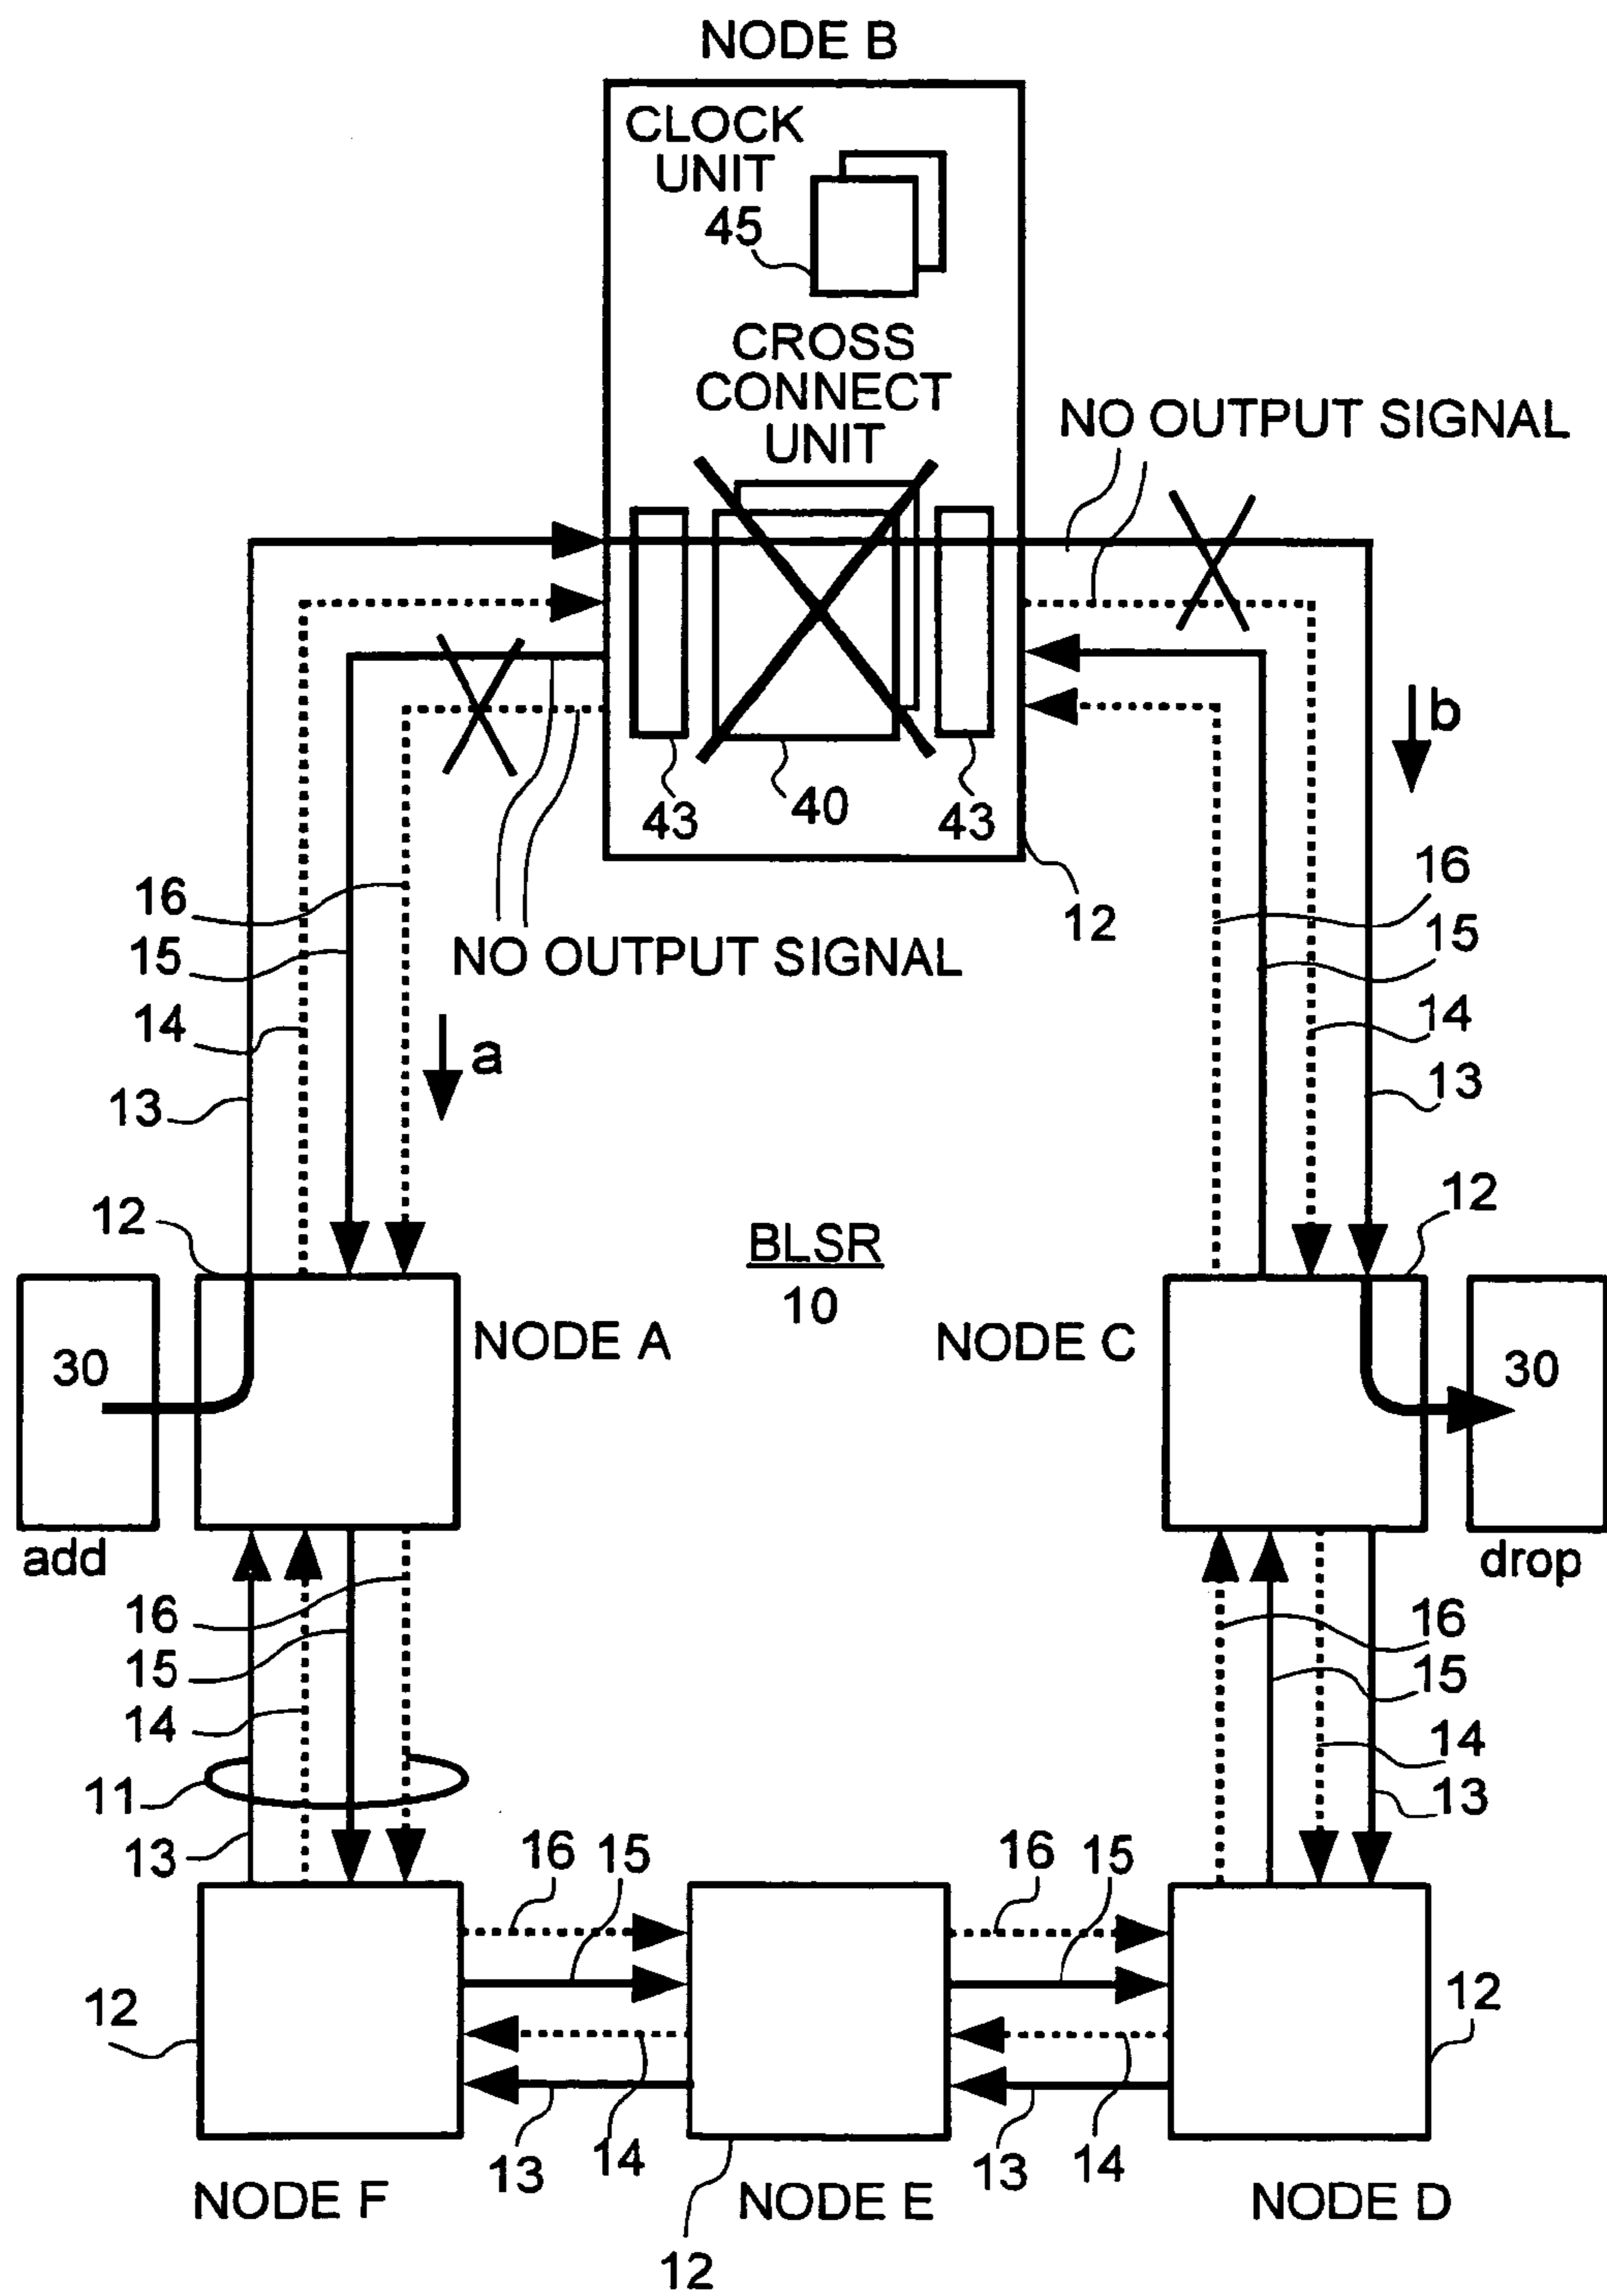 NODE B
CLOCK
UNIT
45
CROSS
CONNECT
UNIT
NO OUTPUT SIGNAL
43
40
43
b
16
15
14
13
12
NO OUTPUT SIGNAL
a
16
15
14
13
12
12
BLSR
10
30
NODE A
NODE C
30
add
drop
16
15
14
11
13
16
15
14
13
16
15
16
15
12
12
13
14
13
14
NODE F
NODE E
NODE D
12